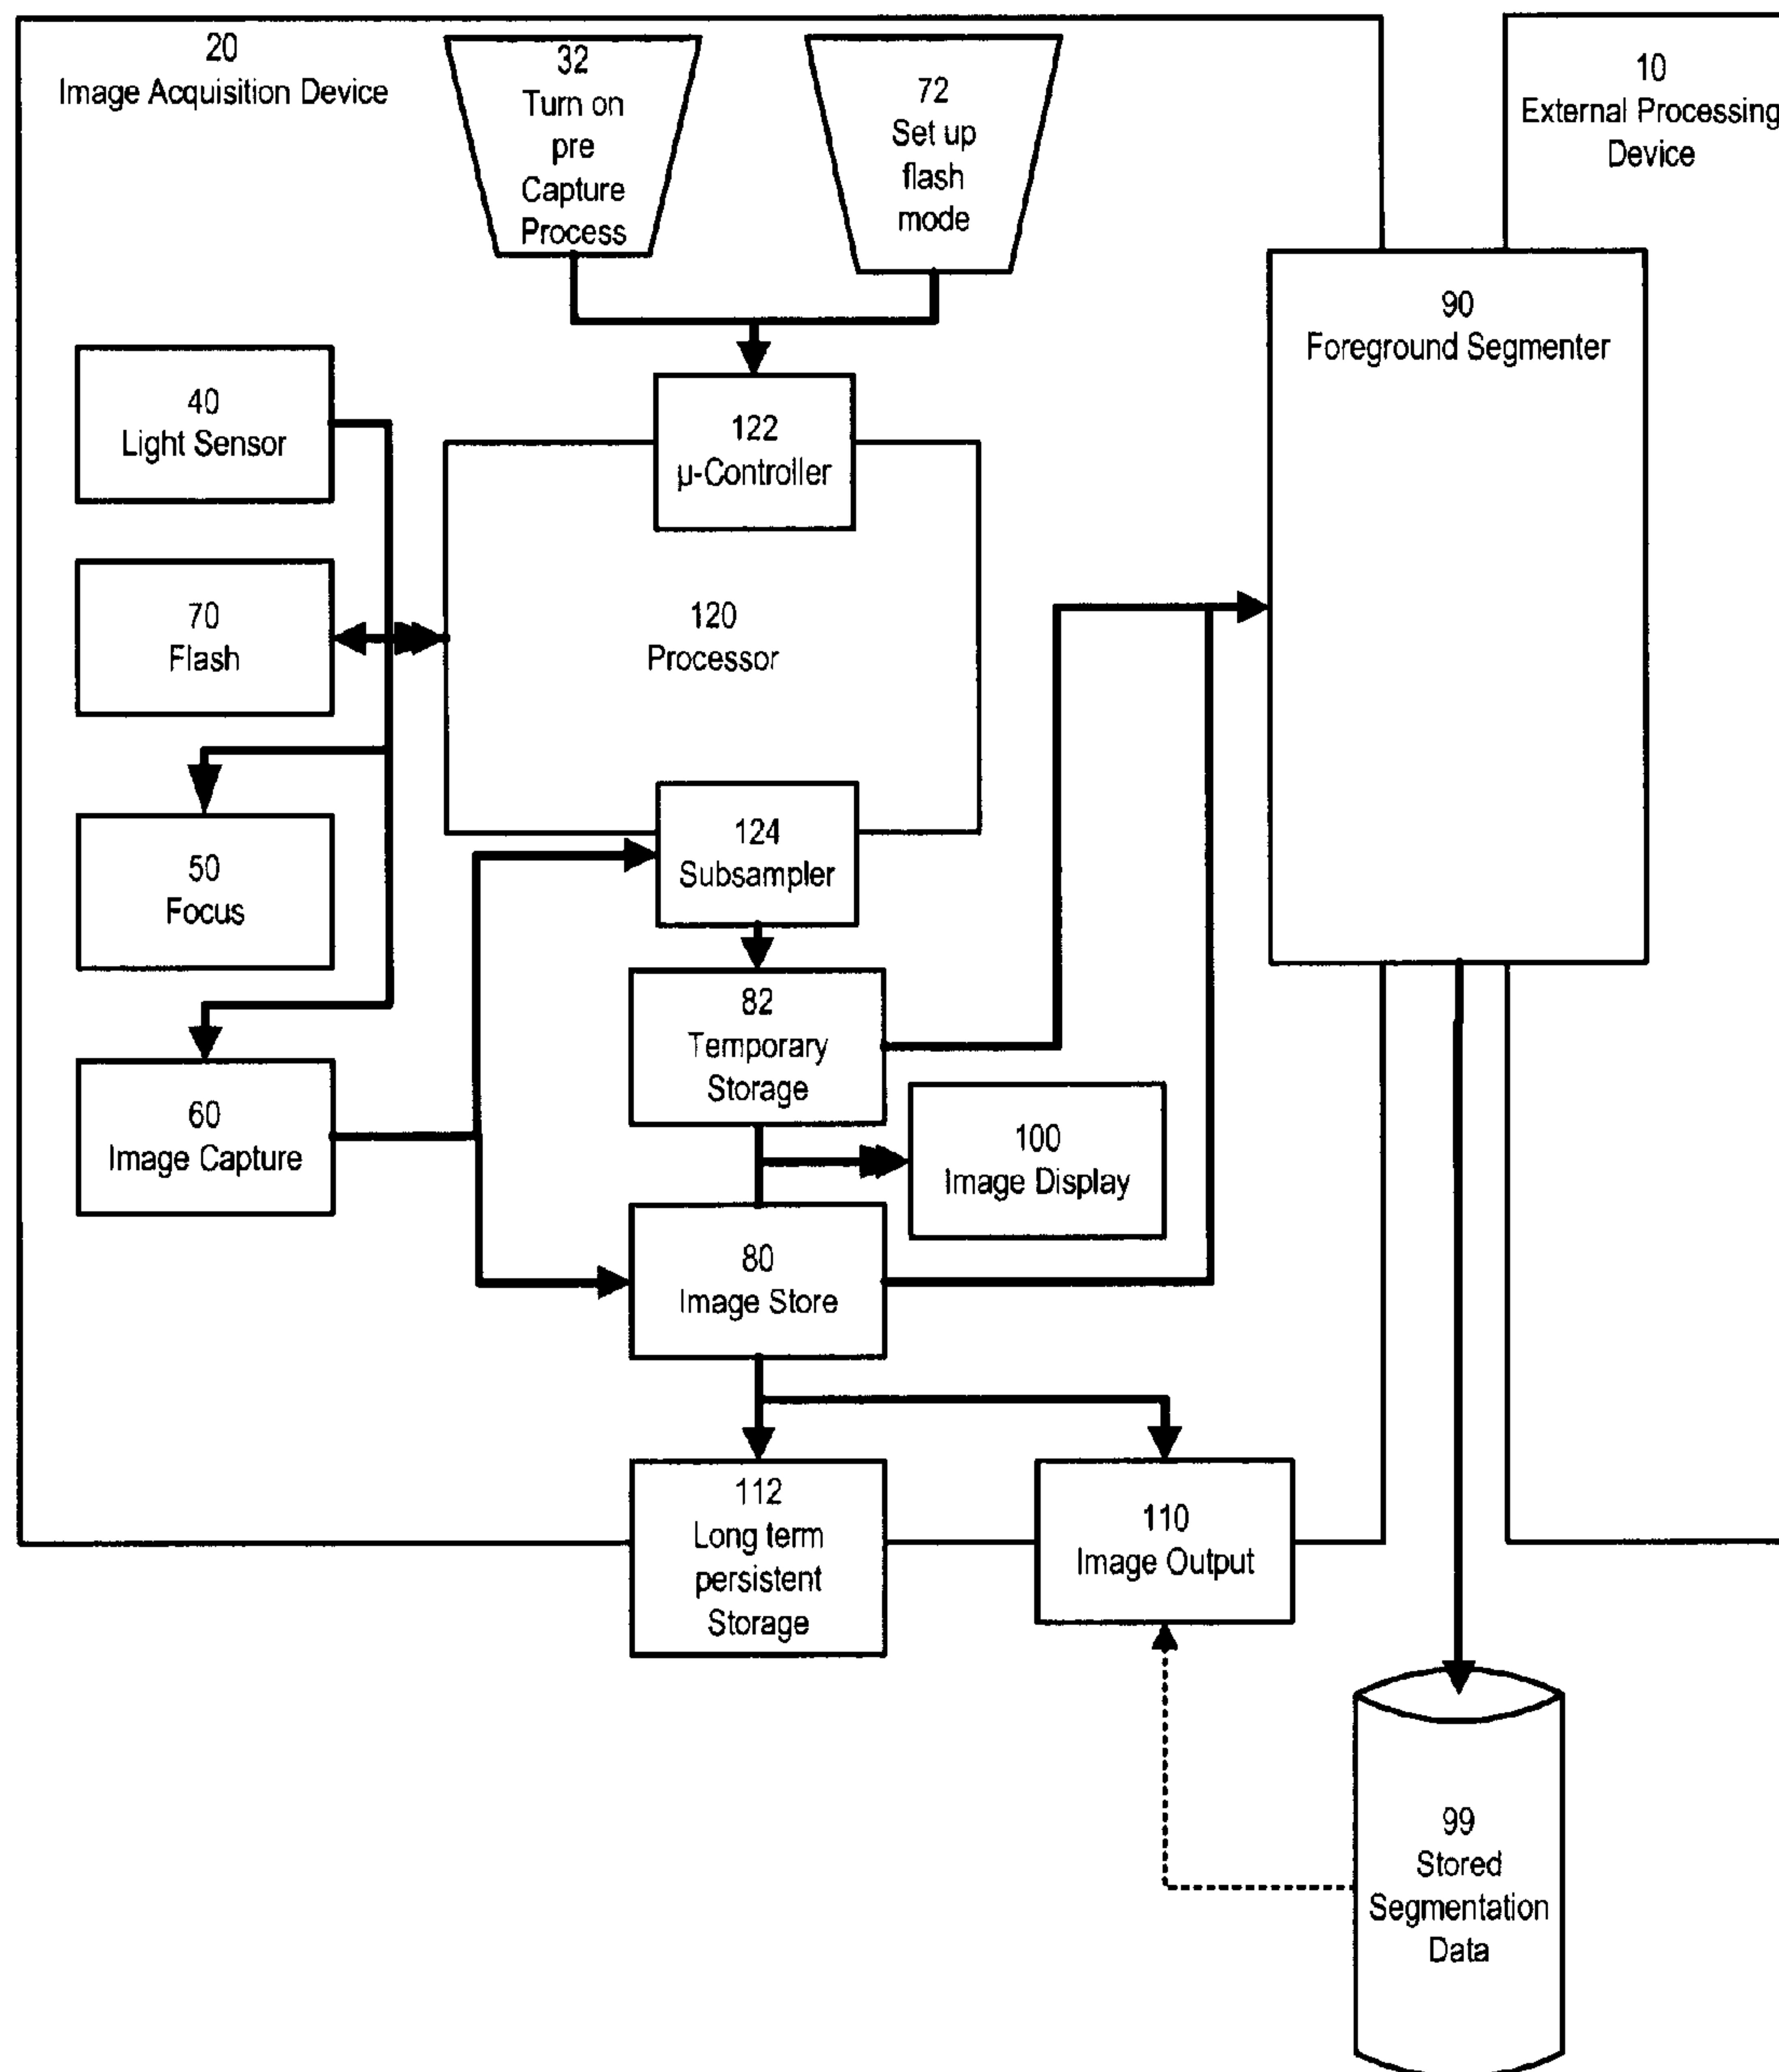 20
Image Acquisition Device
32
Turn on
pre
Capture
Process
72
Set up
flash
mode
10
External Processing
Device
90
Foreground Segmenter
40
Light Sensor
122
µ-Controller
70
Flash
120
Processor
50
Focus
124
Subsampler
82
Temporary
Storage
60
Image Capture
100
Image Display
80
Image Store
112
Long term
persistent
Storage
110
Image Output
99
Stored
Segmentation
Data